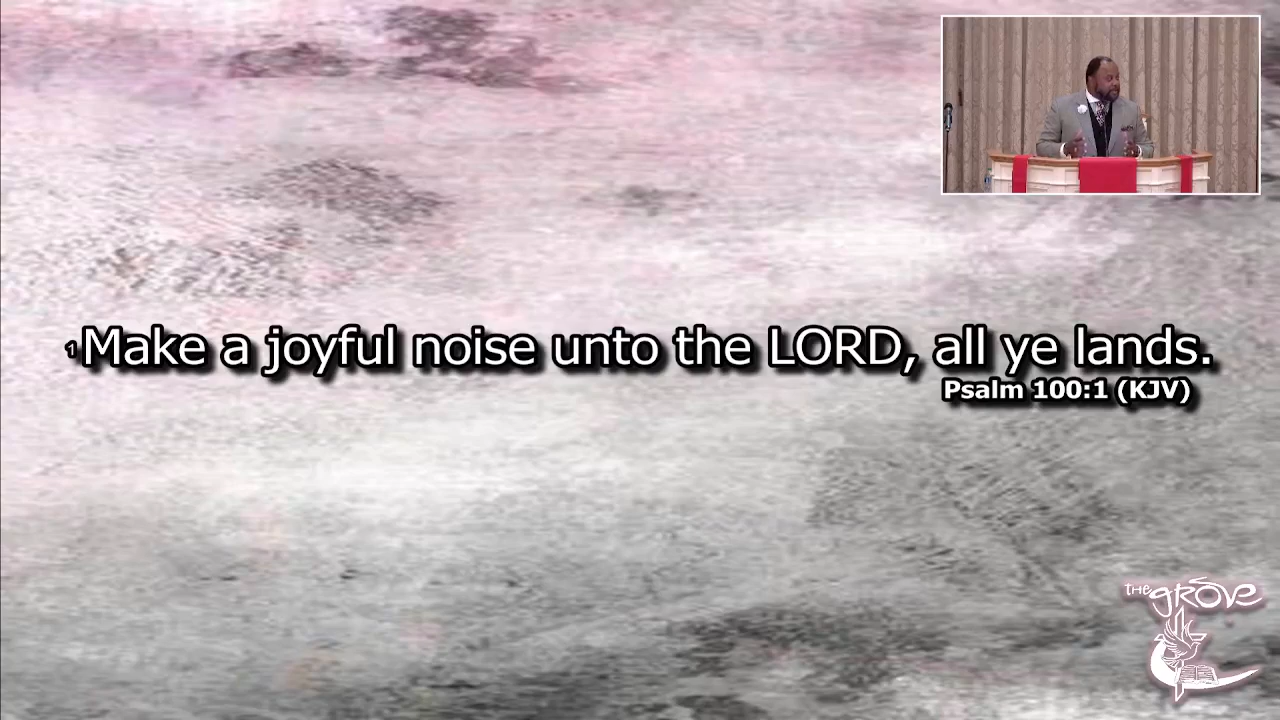 1 Make a joyful noise unto the LORD, all ye lands.
Psalm 100:1 (KJV)
THE GROVE